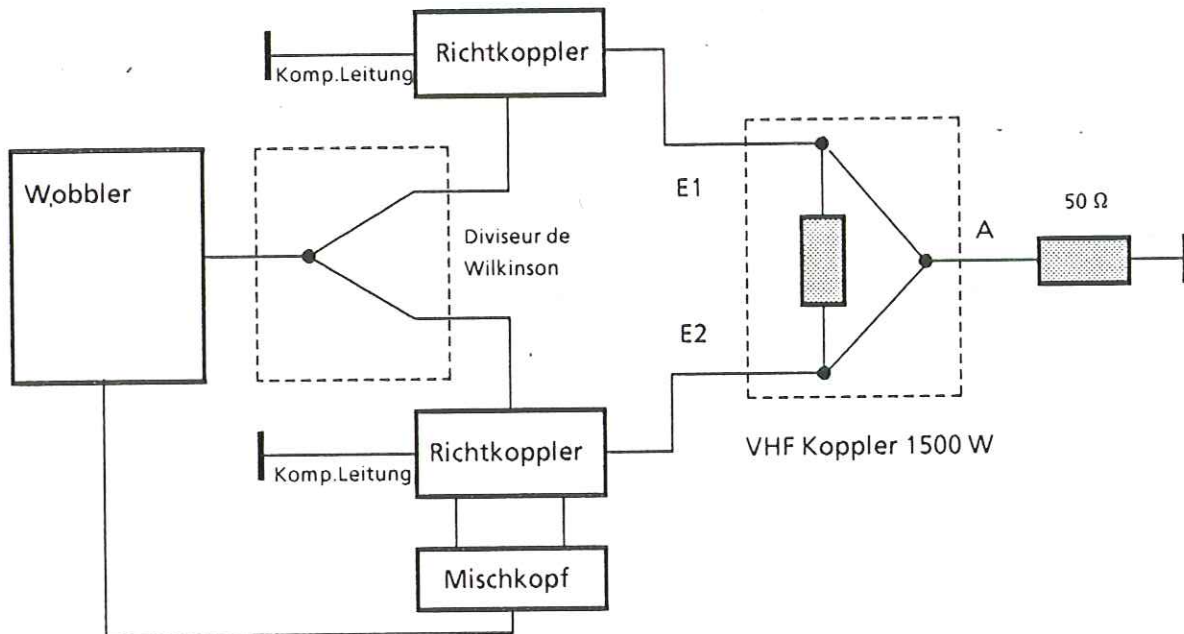 Richtkoppler
Komp.Leitung
Wobbler
Diviseur de
Wilkinson
E1
A
50 Ω
E2
VHF Koppler 1500 W
Richtkoppler
Komp.Leitung
Mischkopf